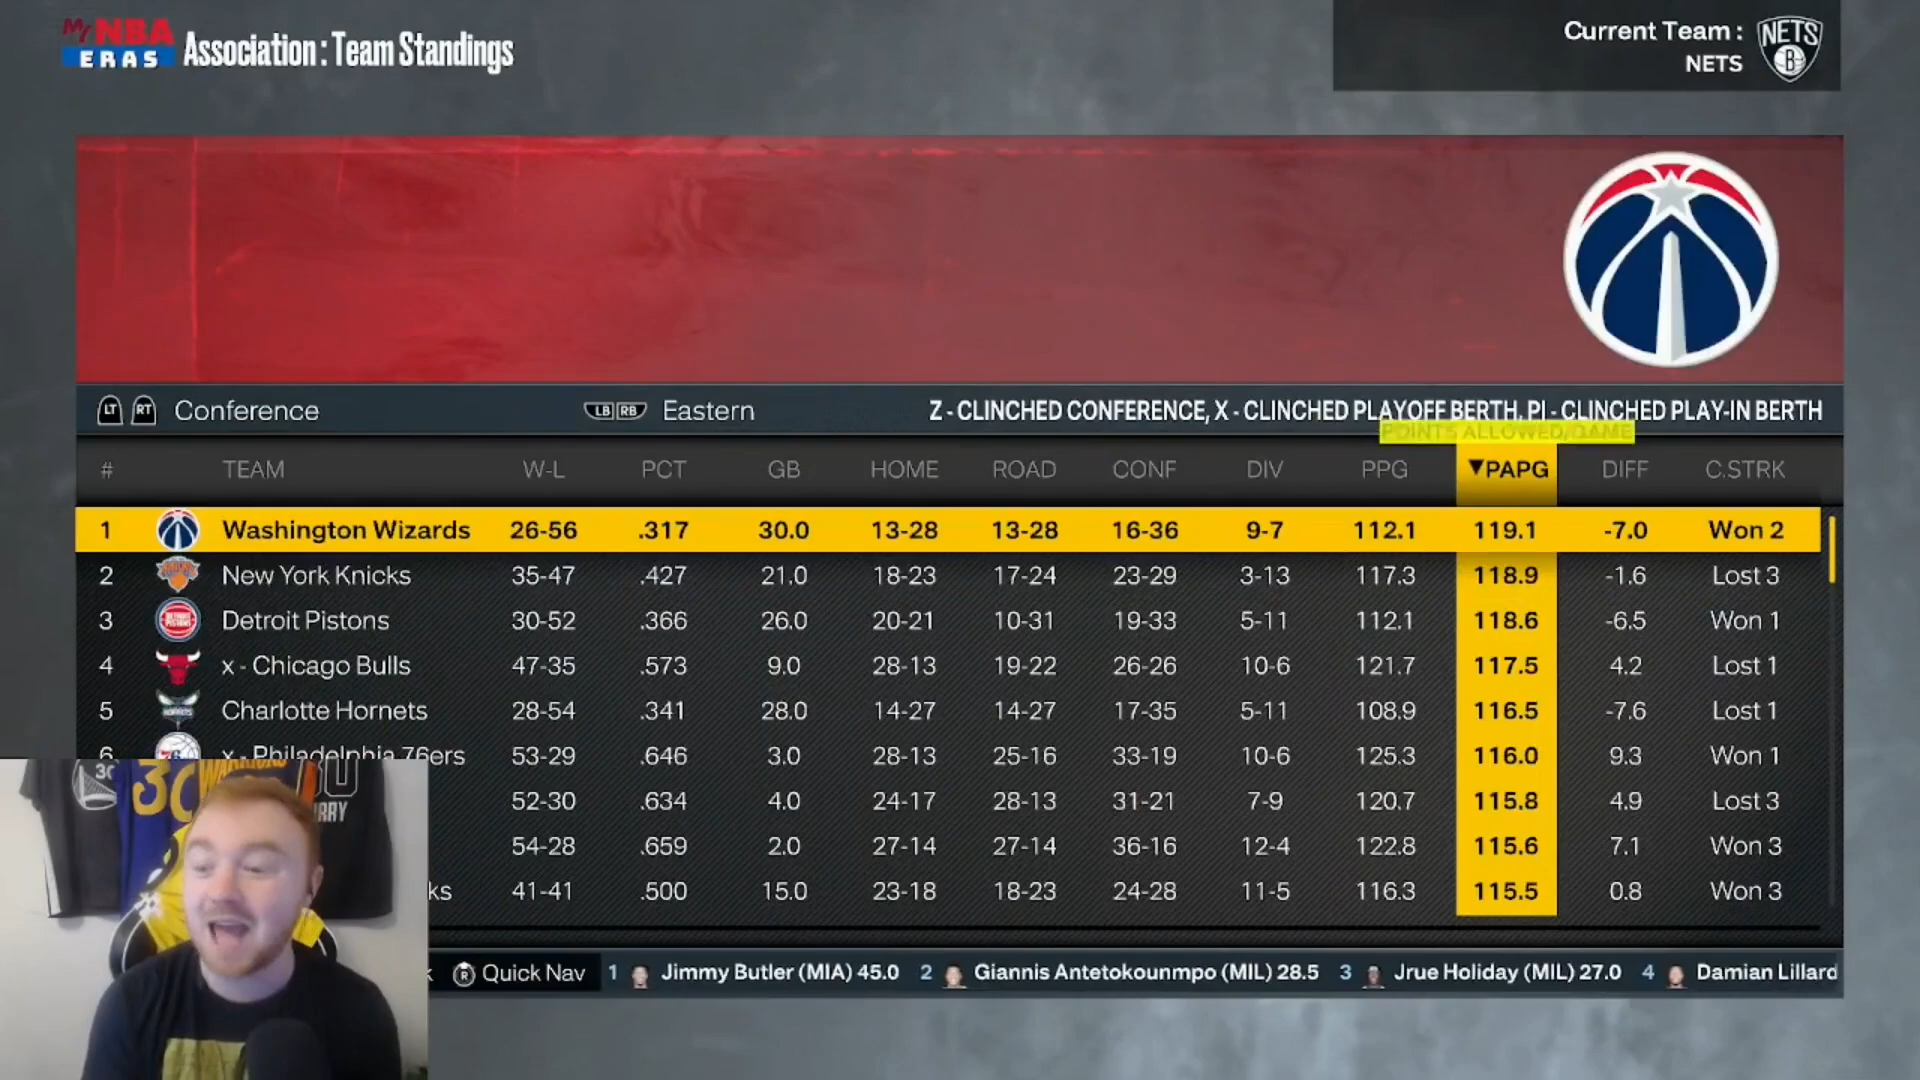 My NBA ERAS Association : Team Standings
Current Team :
NETS
NETS B
LT RT Conference LB RB Eastern Z - CLINCHED CONFERENCE, X - CLINCHED PLAYOFF BERTH, PI - CLINCHED PLAY-IN BERTH
POINTS ALLOWED/GAME
# TEAM W-L PCT GB HOME ROAD CONF DIV PPG ▼PAPG DIFF C.STRK
1 Washington Wizards 26-56 .317 30.0 13-28 13-28 16-36 9-7 112.1 119.1 -7.0 Won 2
2 New York Knicks 35-47 .427 21.0 18-23 17-24 23-29 3-13 117.3 118.9 -1.6 Lost 3
3 Detroit Pistons 30-52 .366 26.0 20-21 10-31 19-33 5-11 112.1 118.6 -6.5 Won 1
4 x - Chicago Bulls 47-35 .573 9.0 28-13 19-22 26-26 10-6 121.7 117.5 4.2 Lost 1
5 Charlotte Hornets 28-54 .341 28.0 14-27 14-27 17-35 5-11 108.9 116.5 -7.6 Lost 1
6 x - Philadelphia 76ers 53-29 .646 3.0 28-13 25-16 33-19 10-6 125.3 116.0 9.3 Won 1
52-30 .634 4.0 24-17 28-13 31-21 7-9 120.7 115.8 4.9 Lost 3
54-28 .659 2.0 27-14 27-14 36-16 12-4 122.8 115.6 7.1 Won 3
ks 41-41 .500 15.0 23-18 18-23 24-28 11-5 116.3 115.5 0.8 Won 3
k R Quick Nav 1 Jimmy Butler (MIA) 45.0 2 Giannis Antetokounmpo (MIL) 28.5 3 Jrue Holiday (MIL) 27.0 4 Damian Lillard
30 WARRIORS 30